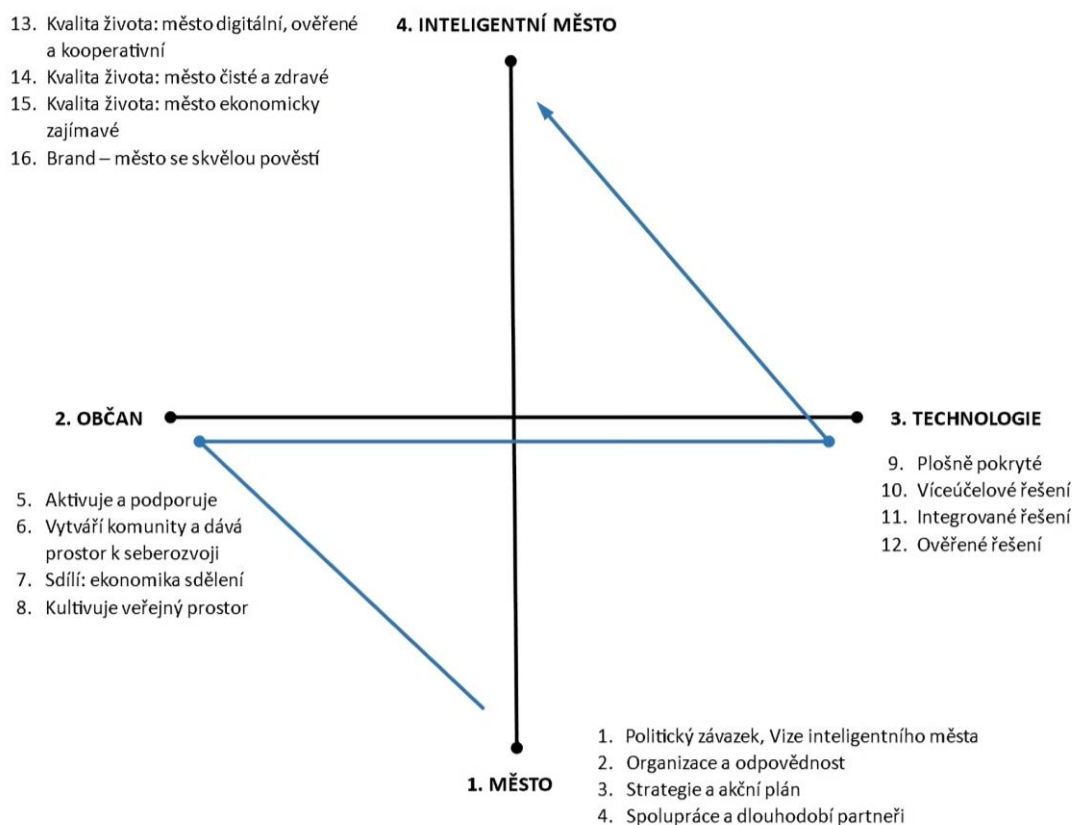 13. Kvalita života: město digitální, ověřené
a kooperativní
14. Kvalita života: město čisté a zdravé
15. Kvalita života: město ekonomicky
zajímavé
16. Brand – město se skvělou pověstí
4. INTELIGENTNÍ MĚSTO
2. OBČAN
5. Aktivuje a podporuje
6. Vytváří komunity a dává
prostor k seberozvoji
7. Sdílí: ekonomika sdělení
8. Kultivuje veřejný prostor
3. TECHNOLOGIE
9. Plošně pokryté
10. Víceúčelové řešení
11. Integrované řešení
12. Ověřené řešení
1. MĚSTO
1. Politický závazek, Vize inteligentního města
2. Organizace a odpovědnost
3. Strategie a akční plán
4. Spolupráce a dlouhodobí partneři